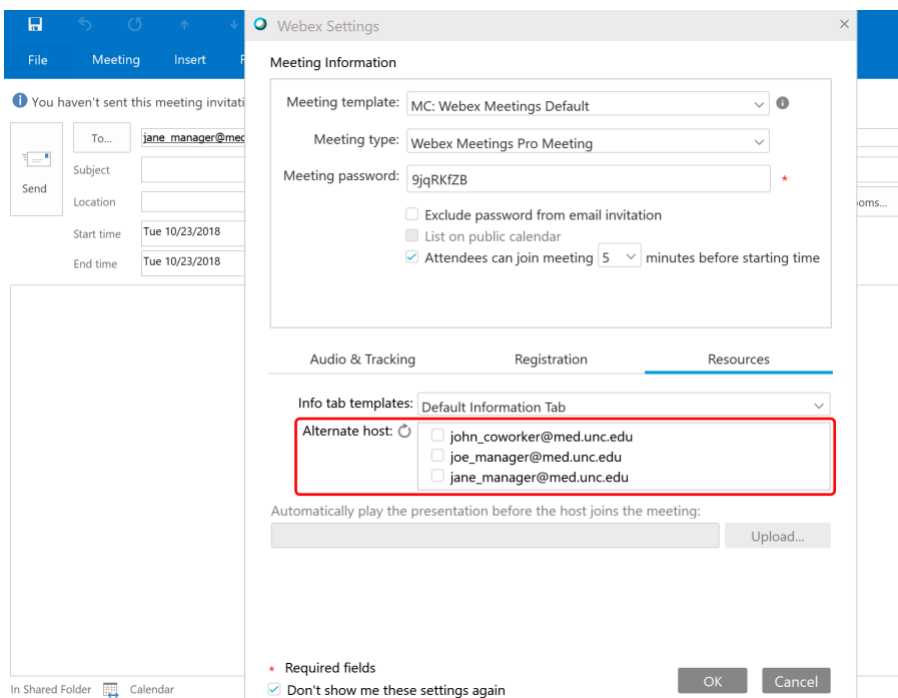 Webex Settings
File Meeting Insert
Meeting Information
You haven't sent this meeting invitati
Meeting template: MC: Webex Meetings Default
To... jane_manager@med
Meeting type: Webex Meetings Pro Meeting
Subject
Meeting password: 9jqRKfZB *
Send
Location
ooms...
Exclude password from email invitation
Start time Tue 10/23/2018
List on public calendar
End time Tue 10/23/2018
Attendees can join meeting 5 minutes before starting time
Audio & Tracking Registration Resources
Info tab templates: Default Information Tab
Alternate host: john_coworker@med.unc.edu
joe_manager@med.unc.edu
jane_manager@med.unc.edu
Automatically play the presentation before the host joins the meeting:
Upload...
* Required fields
OK Cancel
In Shared Folder Calendar
Don't show me these settings again